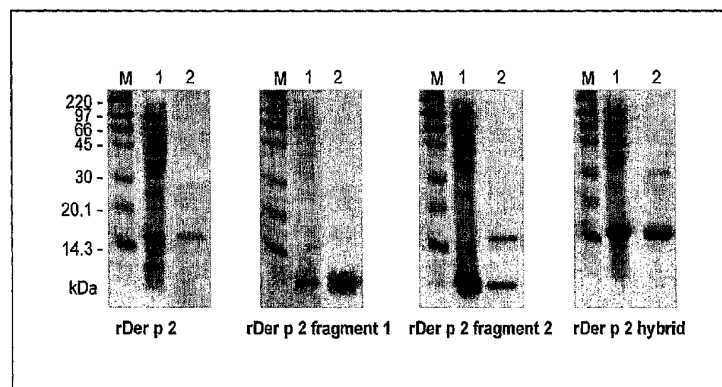 M 1 2 M 1 2 M 1 2 M 1 2
220 -
97 -
66 -
45 -
30 -
20.1 -
14.3 -
kDa
rDer p 2 rDer p 2 fragment 1 rDer p 2 fragment 2 rDer p 2 hybrid